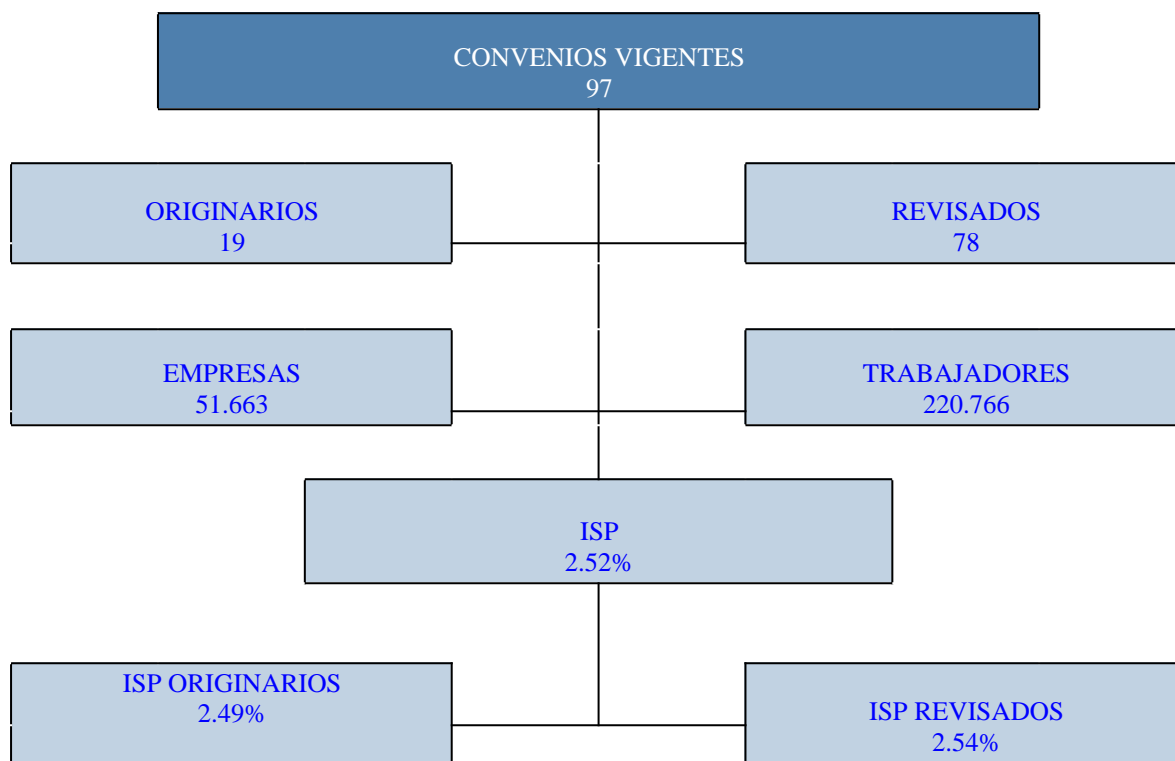 CONVENIOS VIGENTES
97
ORIGINARIOS
19
REVISADOS
78
EMPRESAS
51.663
TRABAJADORES
220.766
ISP
2.52%
ISP ORIGINARIOS
2.49%
ISP REVISADOS
2.54%